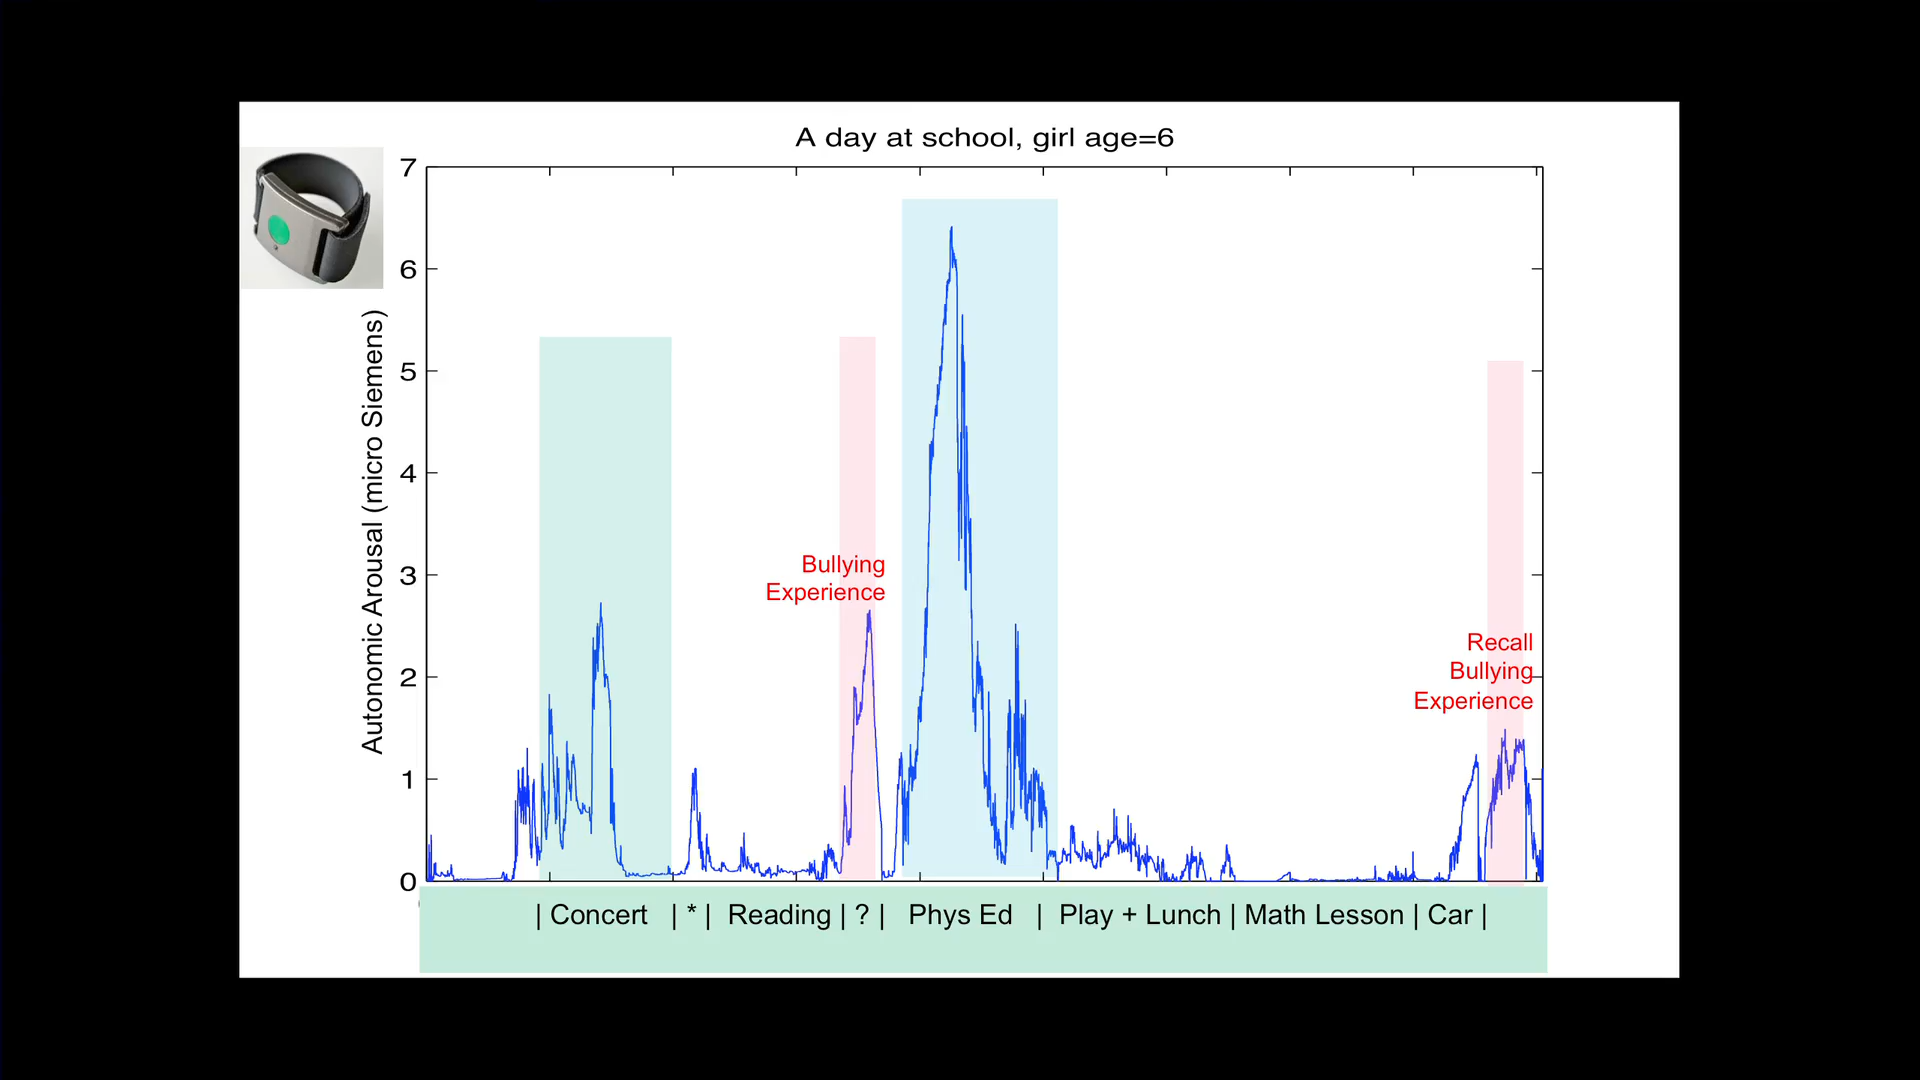 A day at school, girl age=6
7
6
5
4
3
2
1
0
Autonomic Arousal (micro Siemens)
Bullying
Experience
Recall
Bullying
Experience
| Concert | * | Reading | ? | Phys Ed | Play + Lunch | Math Lesson | Car |